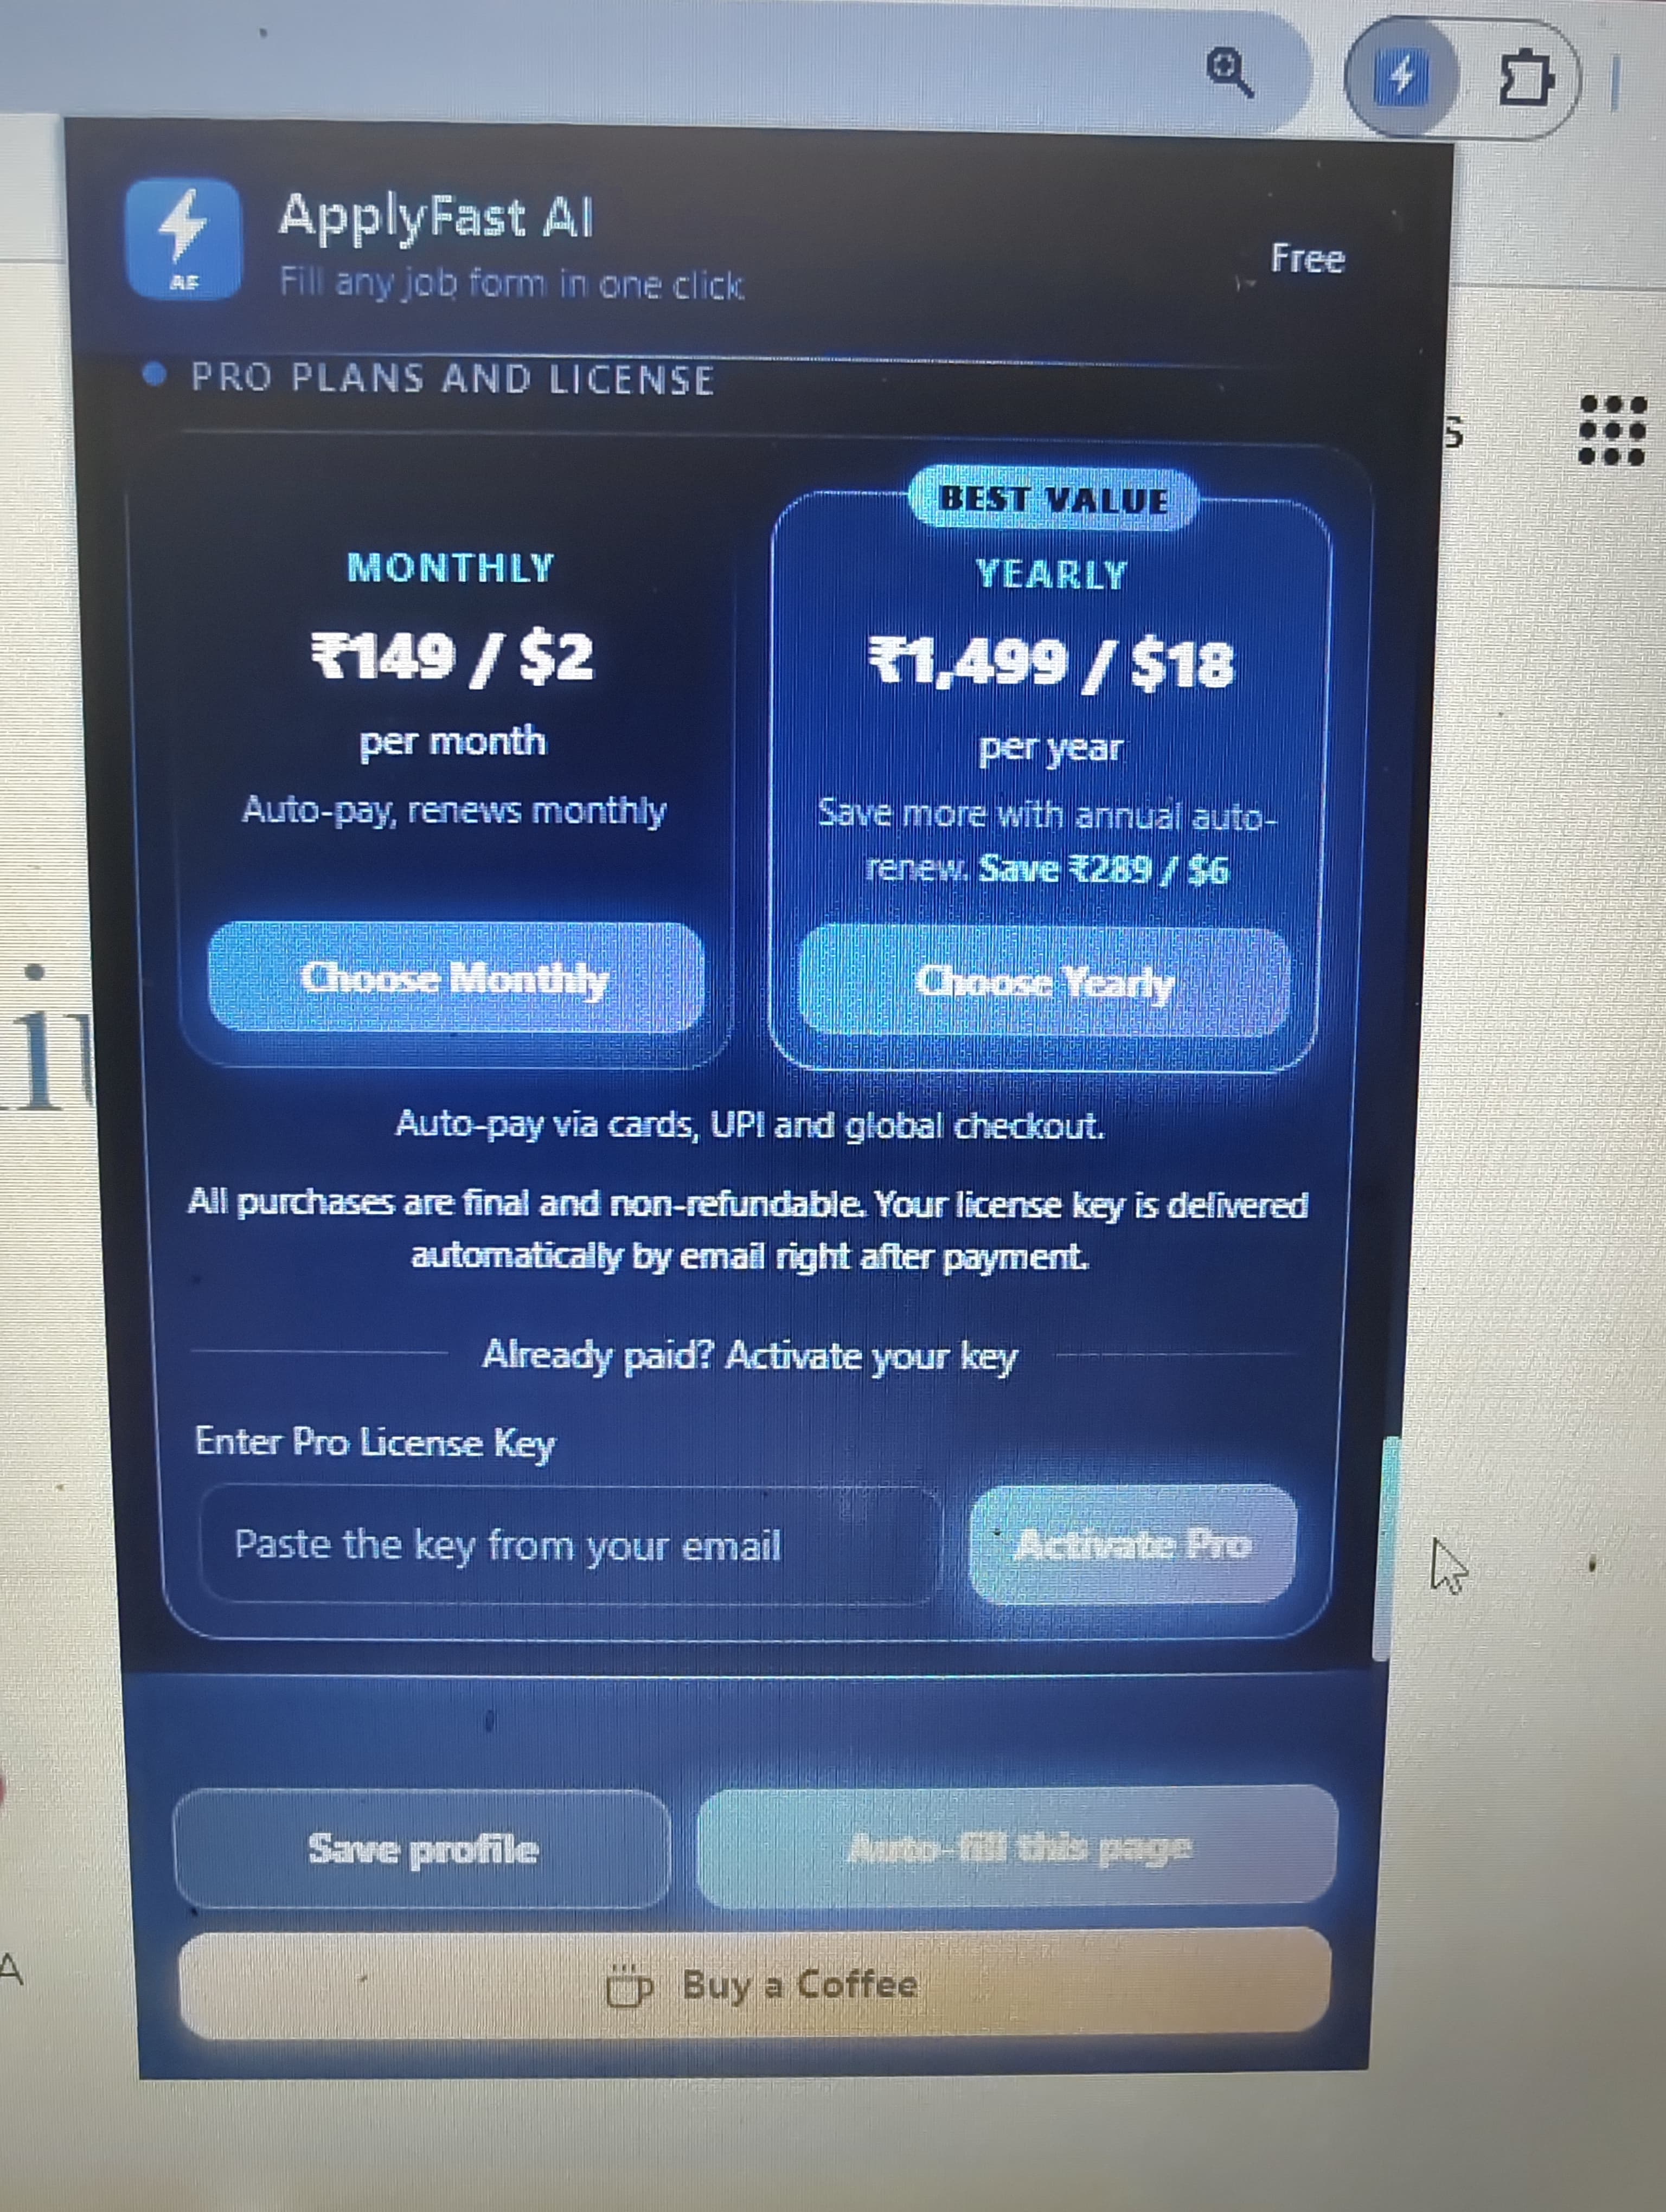 ApplyFast AI
Fill any job form in one click
Free
AF
PRO PLANS AND LICENSE
S
BEST VALUE
MONTHLY
YEARLY
₹149 / $2
₹1,499 / $18
per month
per year
Auto-pay, renews monthly
Save more with annual auto-
renew. Save ₹289 / $6
Choose Monthly
Choose Yearly
Auto-pay via cards, UPI and global checkout.
All purchases are final and non-refundable. Your license key is delivered
automatically by email right after payment.
Already paid? Activate your key
Enter Pro License Key
Paste the key from your email
Activate Pro
Save profile
Auto-fill this page
A
Buy a Coffee